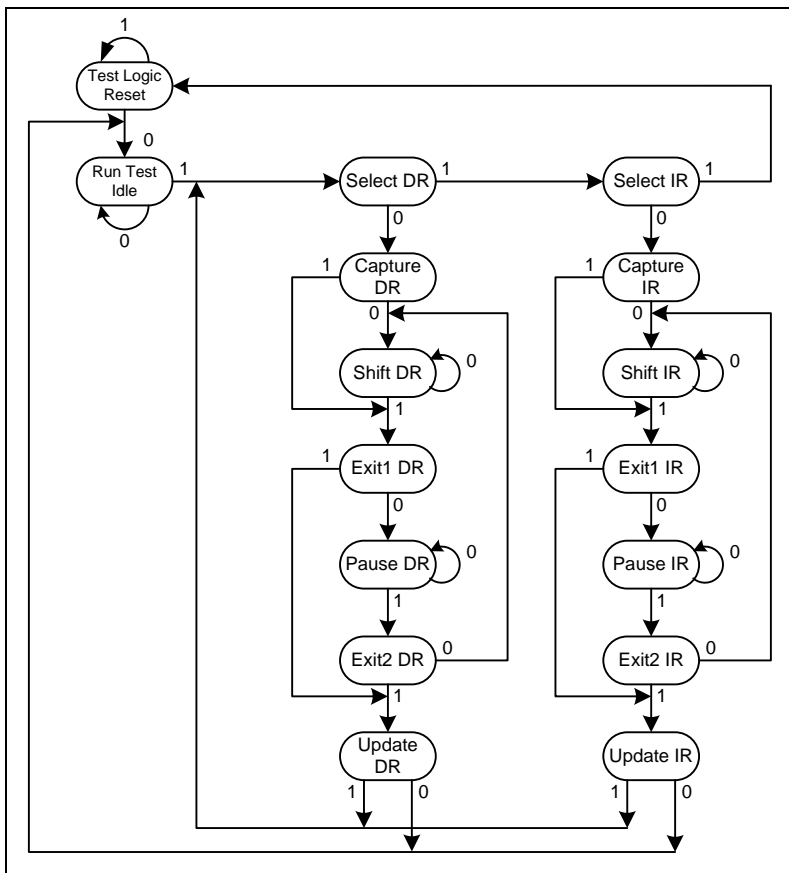 1
Test Logic
Reset
0
Run Test
Idle
1
0
Select DR
1
Select IR
1
0
0
1
Capture
DR
1
Capture
IR
0
0
Shift DR
0
Shift IR
0
1
1
1
Exit1 DR
1
Exit1 IR
0
0
Pause DR
0
Pause IR
0
1
1
Exit2 DR
0
Exit2 IR
0
1
1
Update
DR
Update IR
1
0
1
0